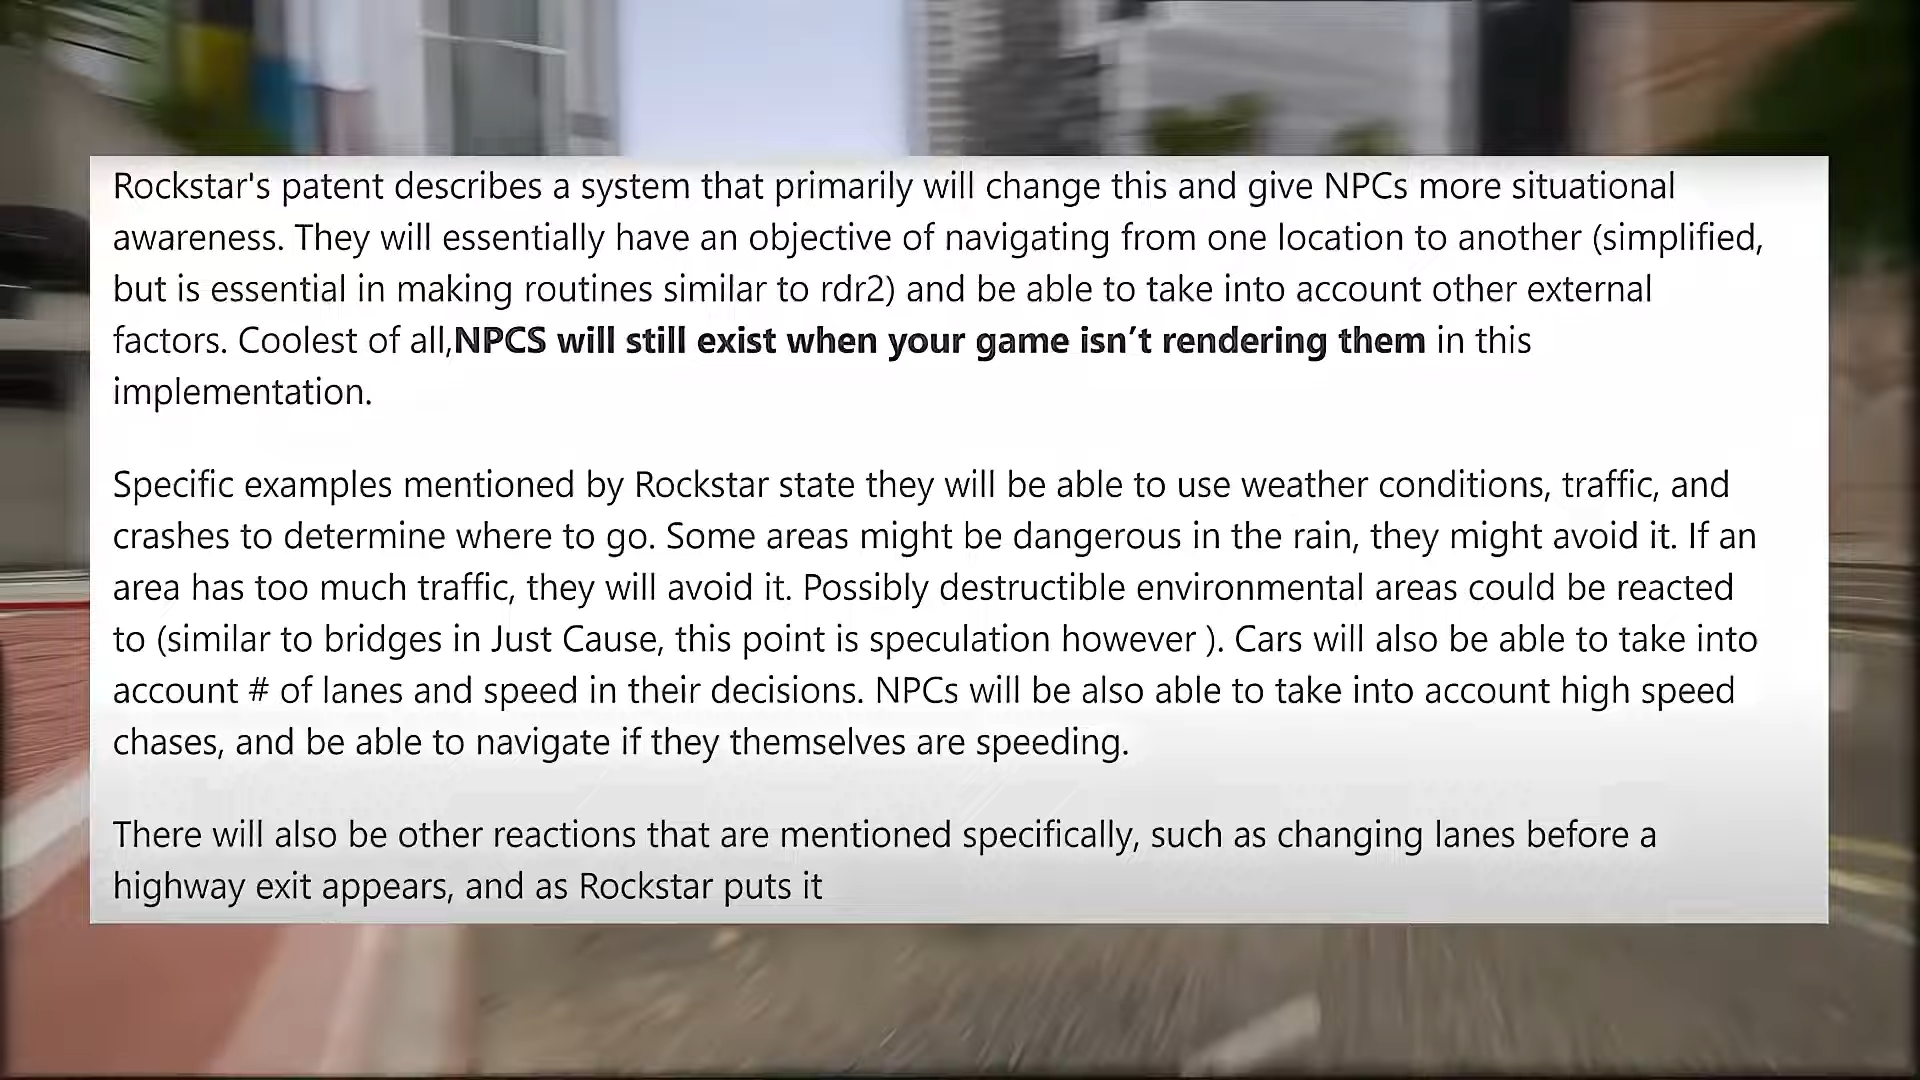 Rockstar's patent describes a system that primarily will change this and give NPCs more situational
awareness. They will essentially have an objective of navigating from one location to another (simplified,
but is essential in making routines similar to rdr2) and be able to take into account other external
factors. Coolest of all,NPCS will still exist when your game isn’t rendering them in this
implementation.
Specific examples mentioned by Rockstar state they will be able to use weather conditions, traffic, and
crashes to determine where to go. Some areas might be dangerous in the rain, they might avoid it. If an
area has too much traffic, they will avoid it. Possibly destructible environmental areas could be reacted
to (similar to bridges in Just Cause, this point is speculation however ). Cars will also be able to take into
account # of lanes and speed in their decisions. NPCs will be also able to take into account high speed
chases, and be able to navigate if they themselves are speeding.
There will also be other reactions that are mentioned specifically, such as changing lanes before a
highway exit appears, and as Rockstar puts it